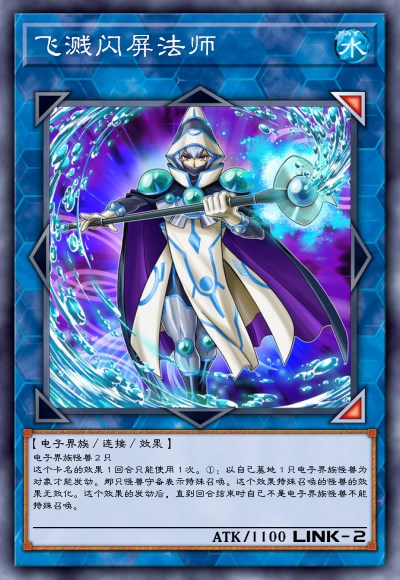 飞溅闪屏法师
水
【电子界族／连接／效果】
电子界族怪兽２只
这个卡名的效果１回合只能使用１次。①：以自己墓地１只电子界族怪兽为
对象才能发动。那只怪兽守备表示特殊召唤。这个效果特殊召唤的怪兽的效
果无效化。这个效果的发动后，直到回合结束时自己不是电子界族怪兽不能
特殊召唤。
ATK/1100 LINK-2